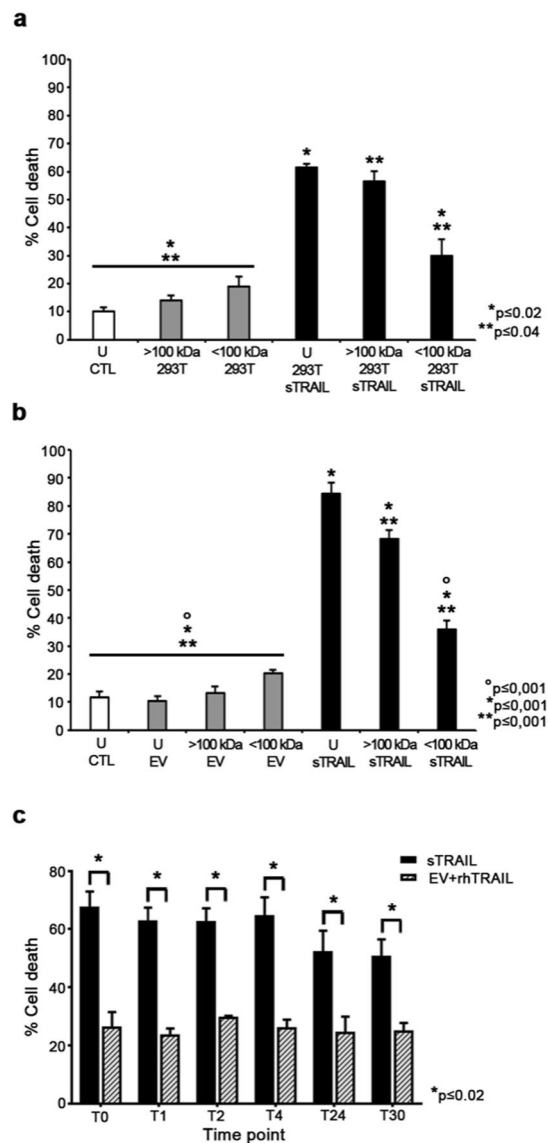 a
% Cell death
100
90
80
70
60
50
40
30
20
10
0
*
**
*
**
*
**
*p≤0.02
**p≤0.04
U >100 kDa <100 kDa U >100 kDa <100 kDa
CTL 293T 293T 293T 293T 293T
sTRAIL sTRAIL sTRAIL
b
% Cell death
100
90
80
70
60
50
40
30
20
10
0
°
*
**
*
*
**
°
*
**
°p≤0,001
*p≤0,001
**p≤0,001
U U >100 kDa <100 kDa U >100 kDa <100 kDa
CTL EV EV EV sTRAIL sTRAIL sTRAIL
c
% Cell death
80
60
40
20
0
sTRAIL
EV+rhTRAIL
* * * * * *
*p≤0.02
T0 T1 T2 T4 T24 T30
Time point